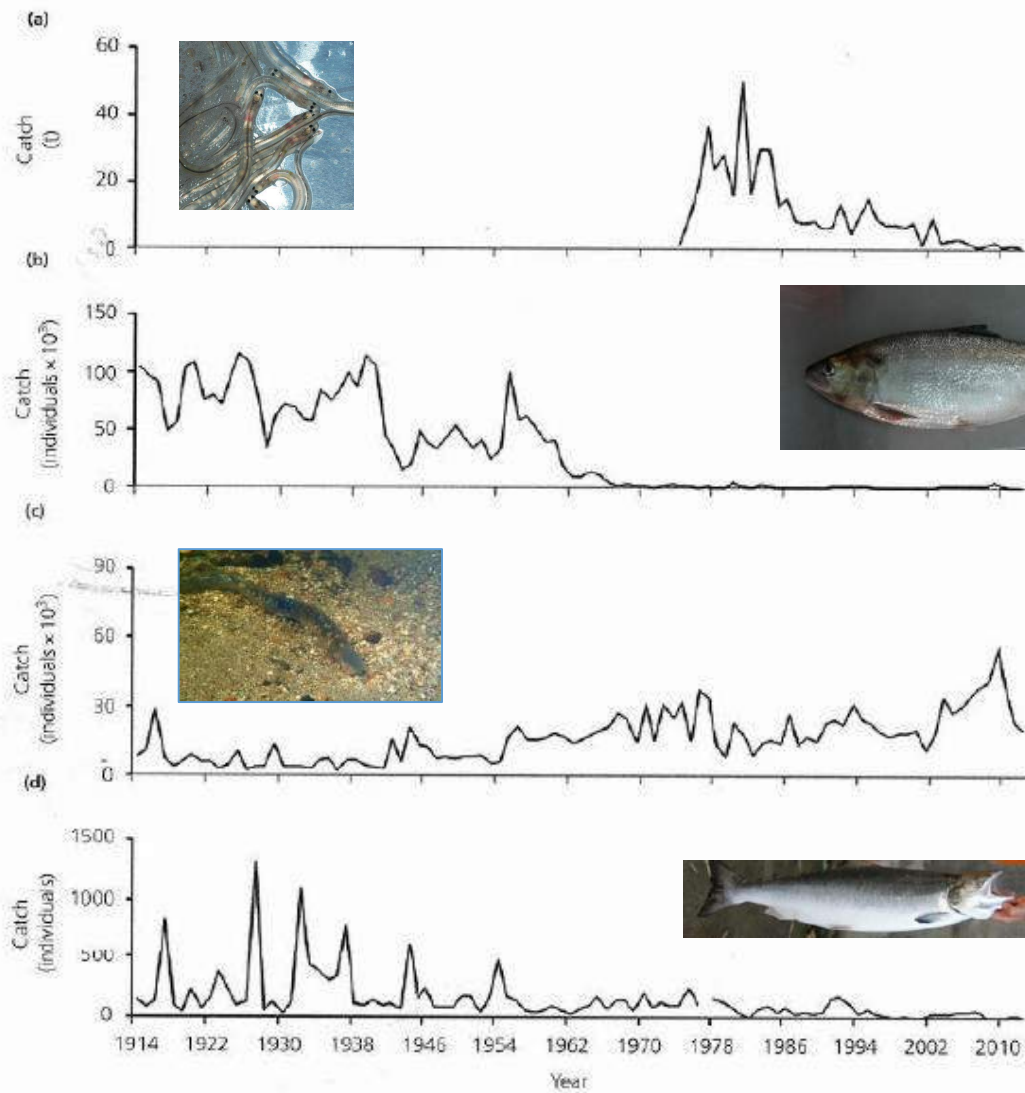 (a)
60
40
20
0
Catch
(t)
(b)
150
100
50
0
Catch
(individuals × 10³)
(c)
90
60
30
0
Catch
(individuals × 10³)
(d)
1500
1000
500
0
Catch
(individuals)
1914 1922 1930 1938 1946 1954 1962 1970 1978 1986 1994 2002 2010
Year